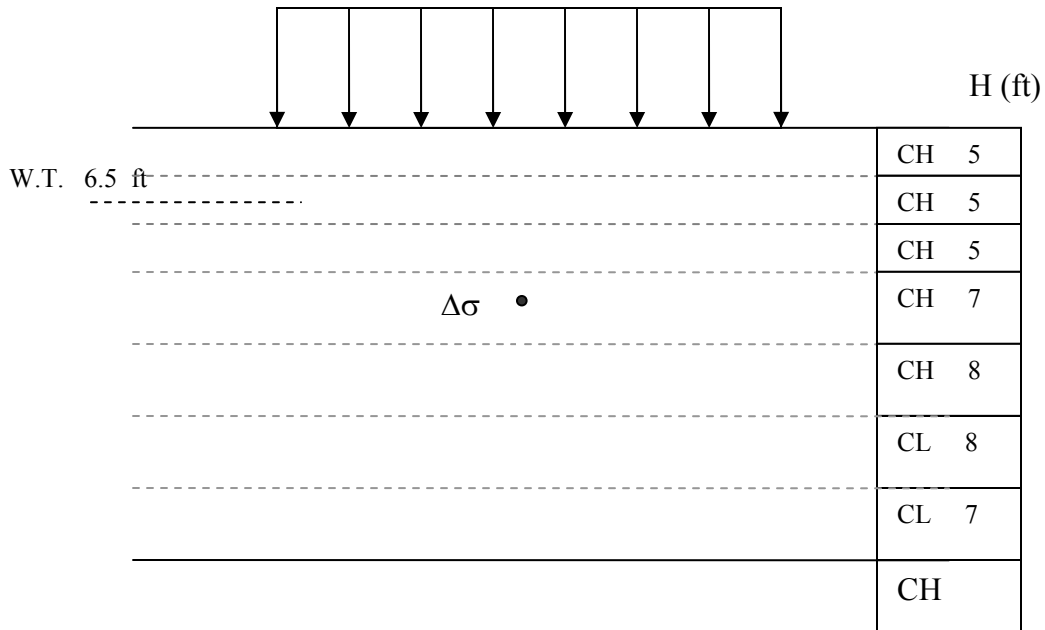 H (ft)
CH 5
W.T. 6.5 ft
CH 5
CH 5
Δσ
CH 7
CH 8
CL 8
CL 7
CH